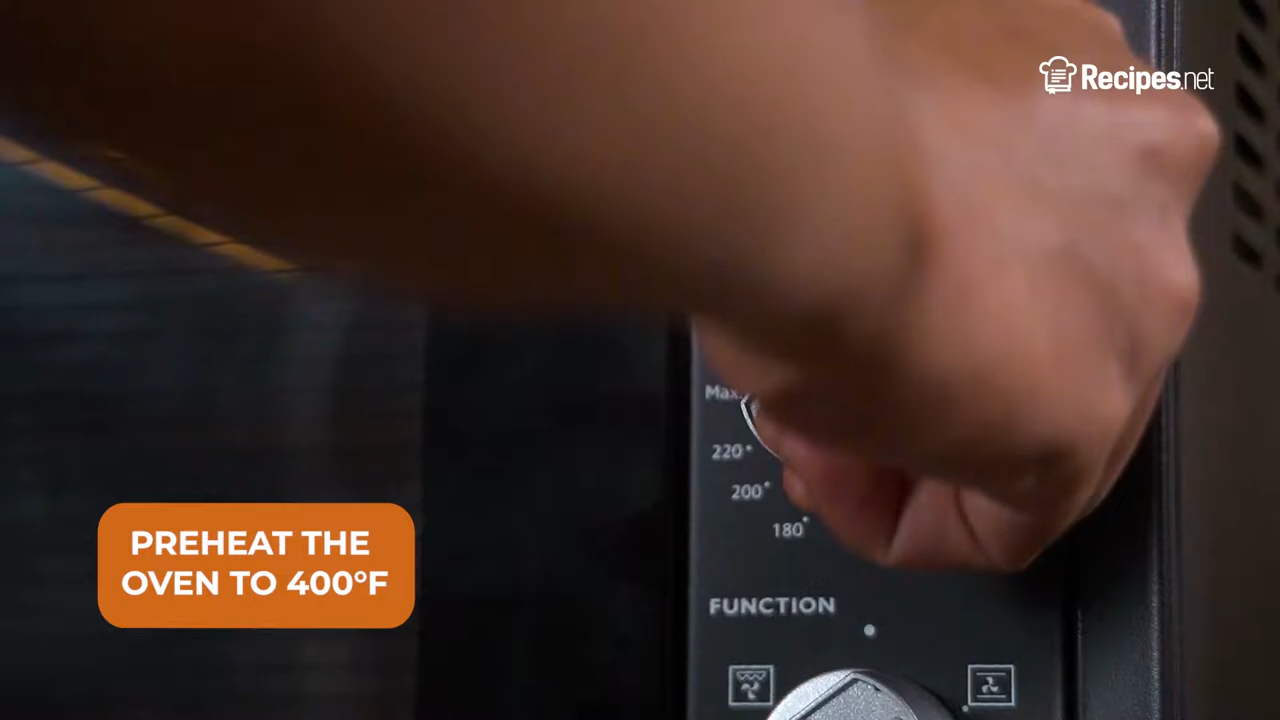 Recipes.net
Max.
220°
200°
180°
PREHEAT THE
OVEN TO 400°F
FUNCTION